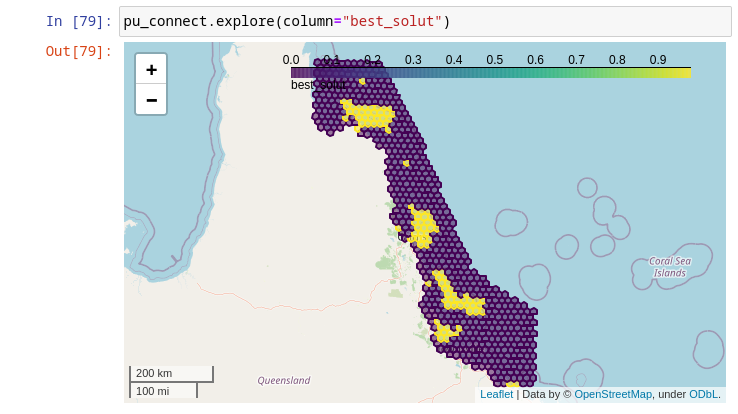 In [79]: pu_connect.explore(column="best_solut")
Out[79]:
+
−
0.0 0.1 0.2 0.3 0.4 0.5 0.6 0.7 0.8 0.9
best_solut
Coral Sea
Islands
200 km
100 mi
Queensland
Leaflet | Data by © OpenStreetMap, under ODbL.